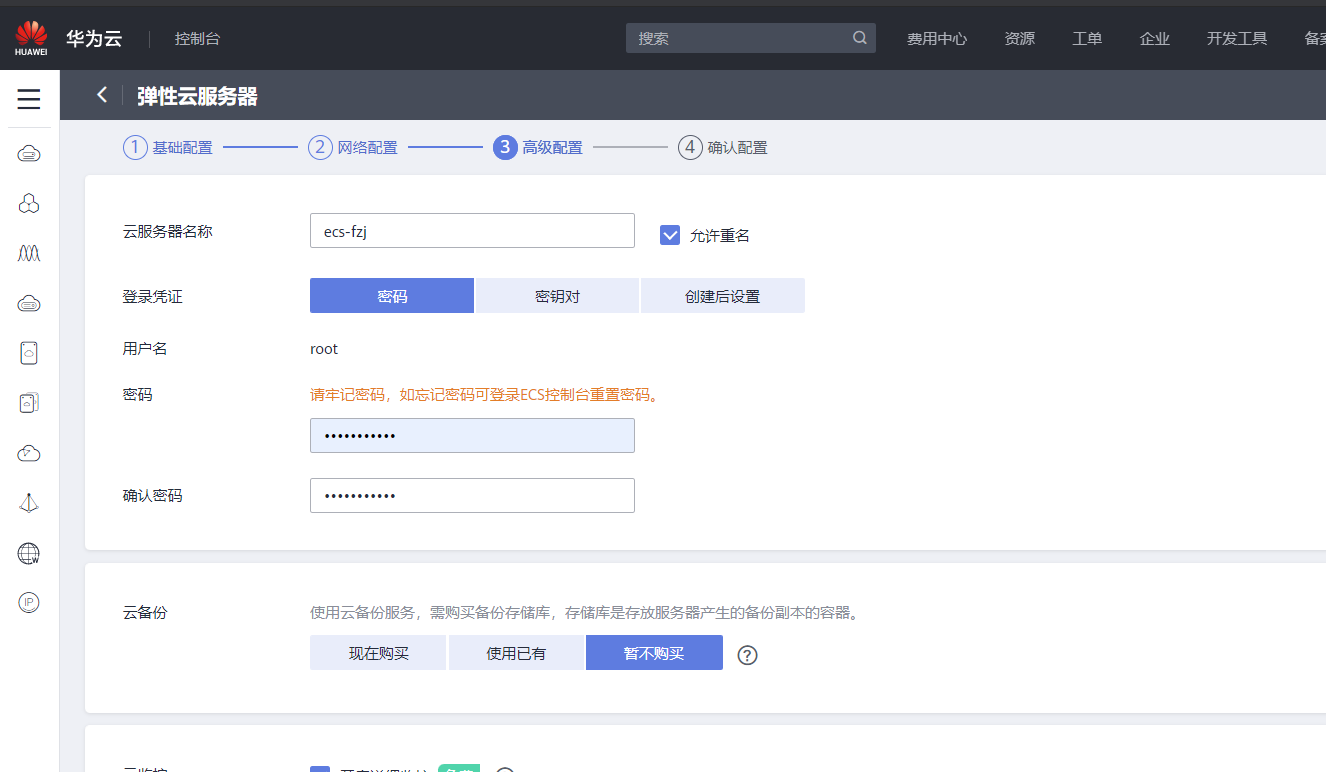 HUAWEI 华为云 控制台 搜索 费用中心 资源 工单 企业 开发工具 备案
弹性云服务器
1 基础配置 2 网络配置 3 高级配置 4 确认配置
云服务器名称 ecs-fzj 允许重名
登录凭证 密码 密钥对 创建后设置
用户名 root
密码 请牢记密码，如忘记密码可登录ECS控制台重置密码。
•••••••••••
确认密码 •••••••••••
云备份 使用云备份服务，需购买备份存储库，存储库是存放服务器产生的备份副本的容器。
现在购买 使用已有 暂不购买 ?
IP